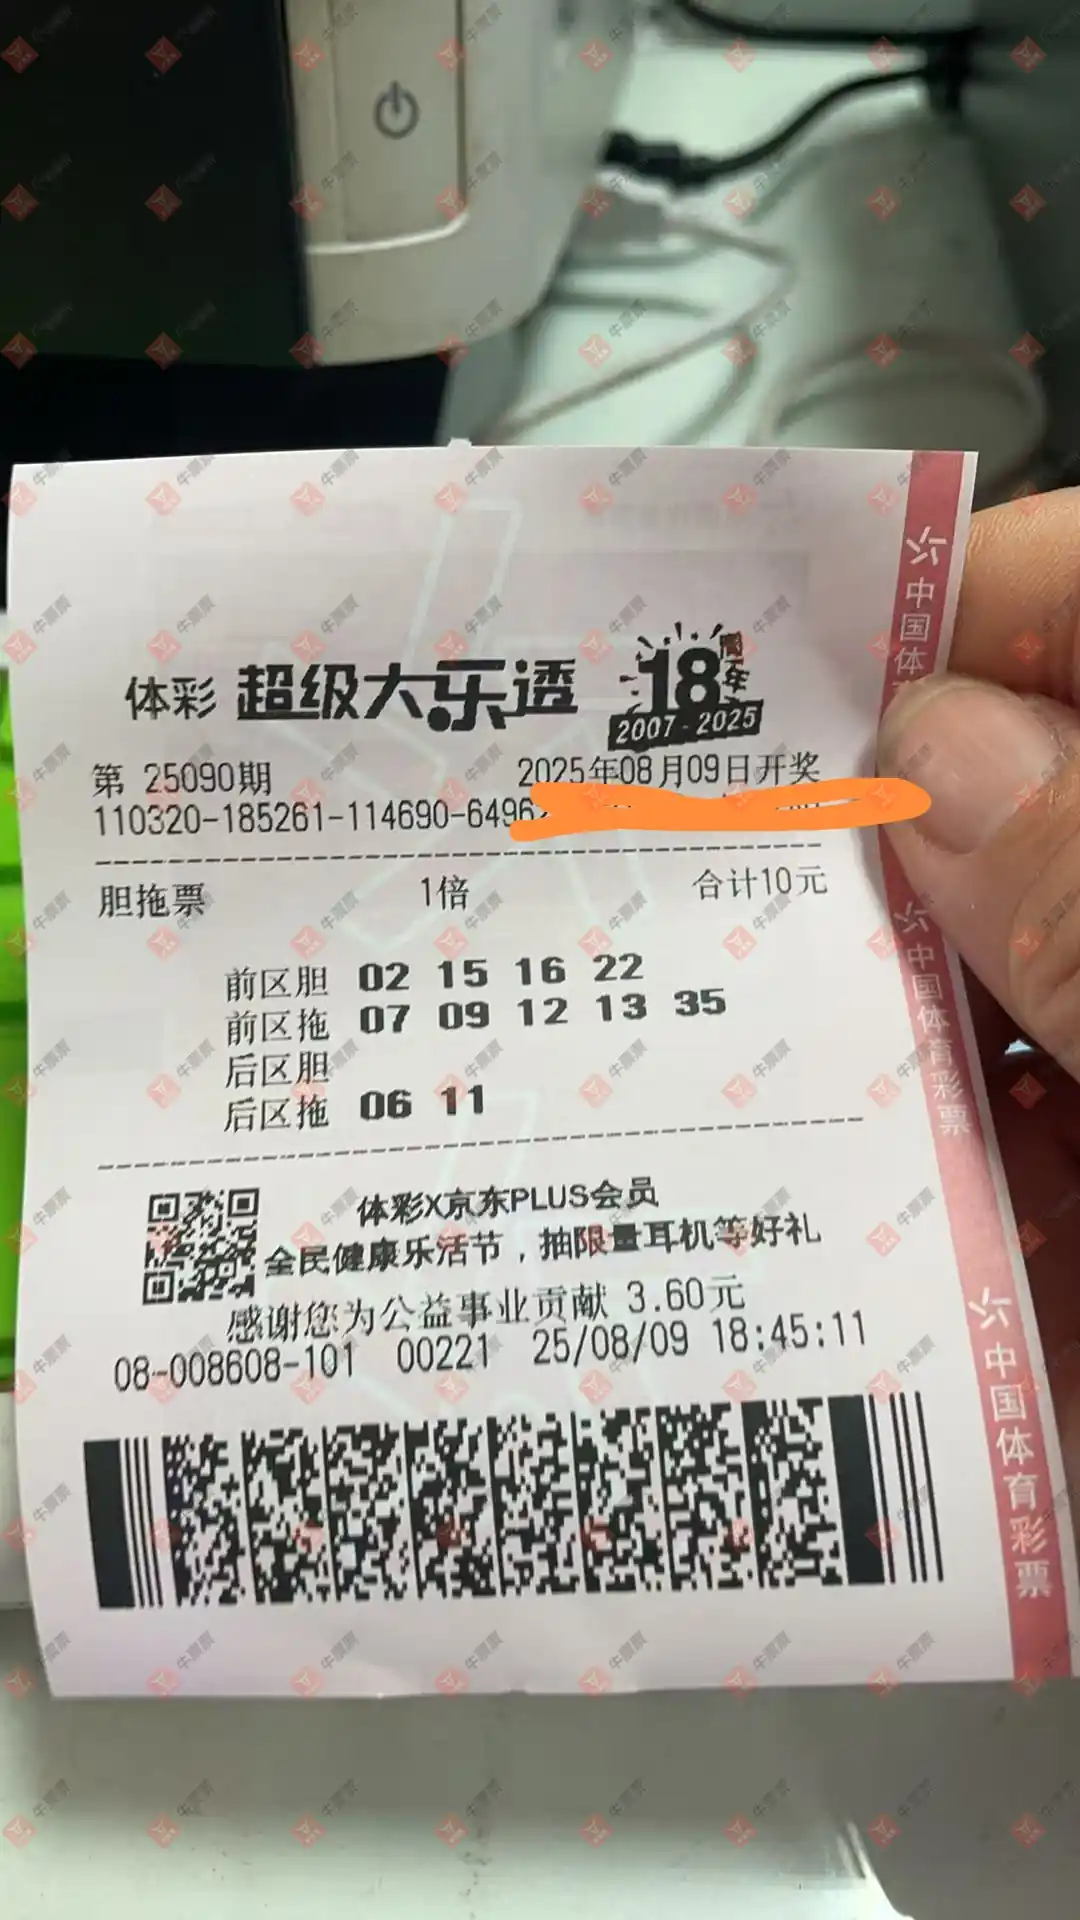 体彩 超级大乐透 18周年
2007-2025
第 25090期 2025年08月09日开奖
110320-185261-114690-6496
胆拖票 1倍 合计10元
前区胆 02 15 16 22
前区拖 07 09 12 13 35
后区胆
后区拖 06 11
体彩X京东PLUS会员
全民健康乐活节，抽限量耳机等好礼
感谢您为公益事业贡献 3.60元
08-008608-101 00221 25/08/09 18:45:11
中国体
中国体育彩票
中国体育彩票
牛票票